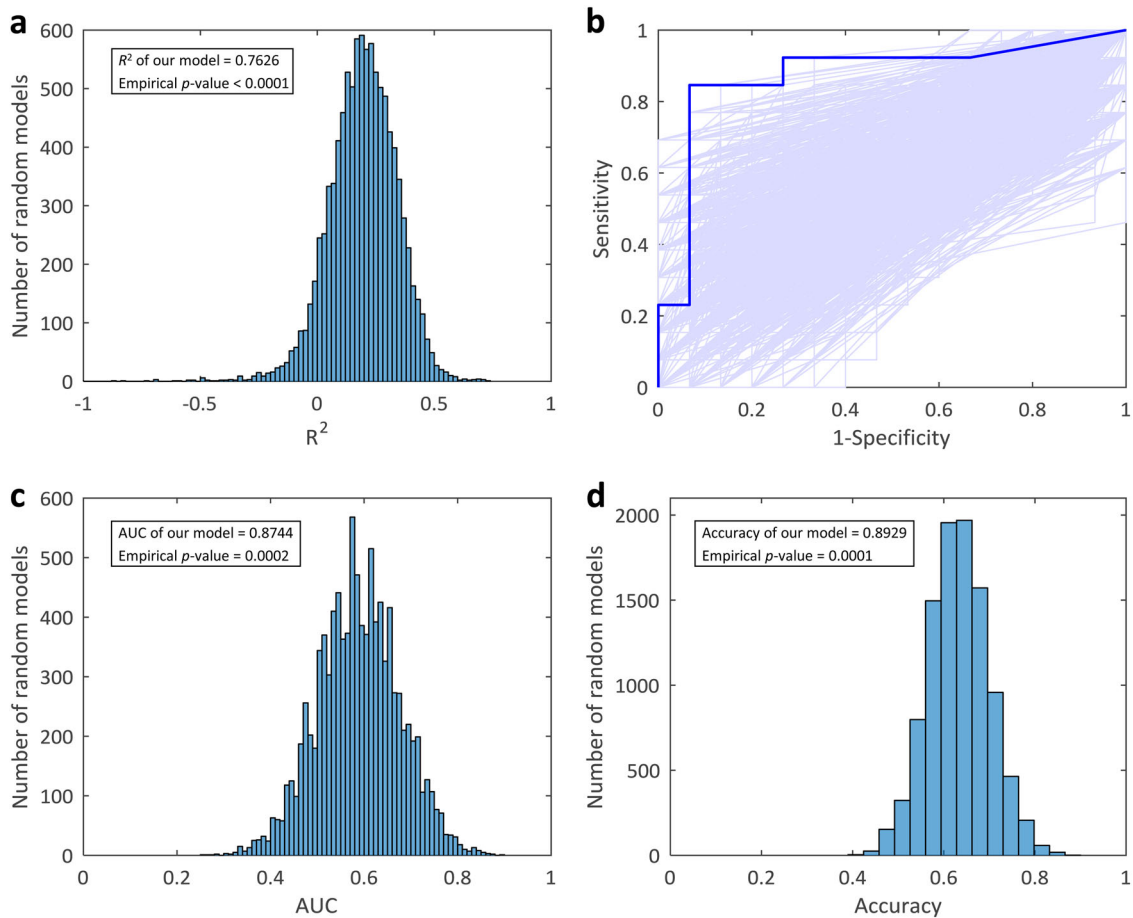 a
600
500
400
300
200
100
0
Number of random models
R² of our model = 0.7626
Empirical p-value < 0.0001
-1 -0.5 0 0.5 1
R²
b
1
0.8
0.6
0.4
0.2
0
Sensitivity
0 0.2 0.4 0.6 0.8 1
1-Specificity
c
600
500
400
300
200
100
0
Number of random models
AUC of our model = 0.8744
Empirical p-value = 0.0002
0 0.2 0.4 0.6 0.8 1
AUC
d
2000
1500
1000
500
0
Number of random models
Accuracy of our model = 0.8929
Empirical p-value = 0.0001
0 0.2 0.4 0.6 0.8 1
Accuracy